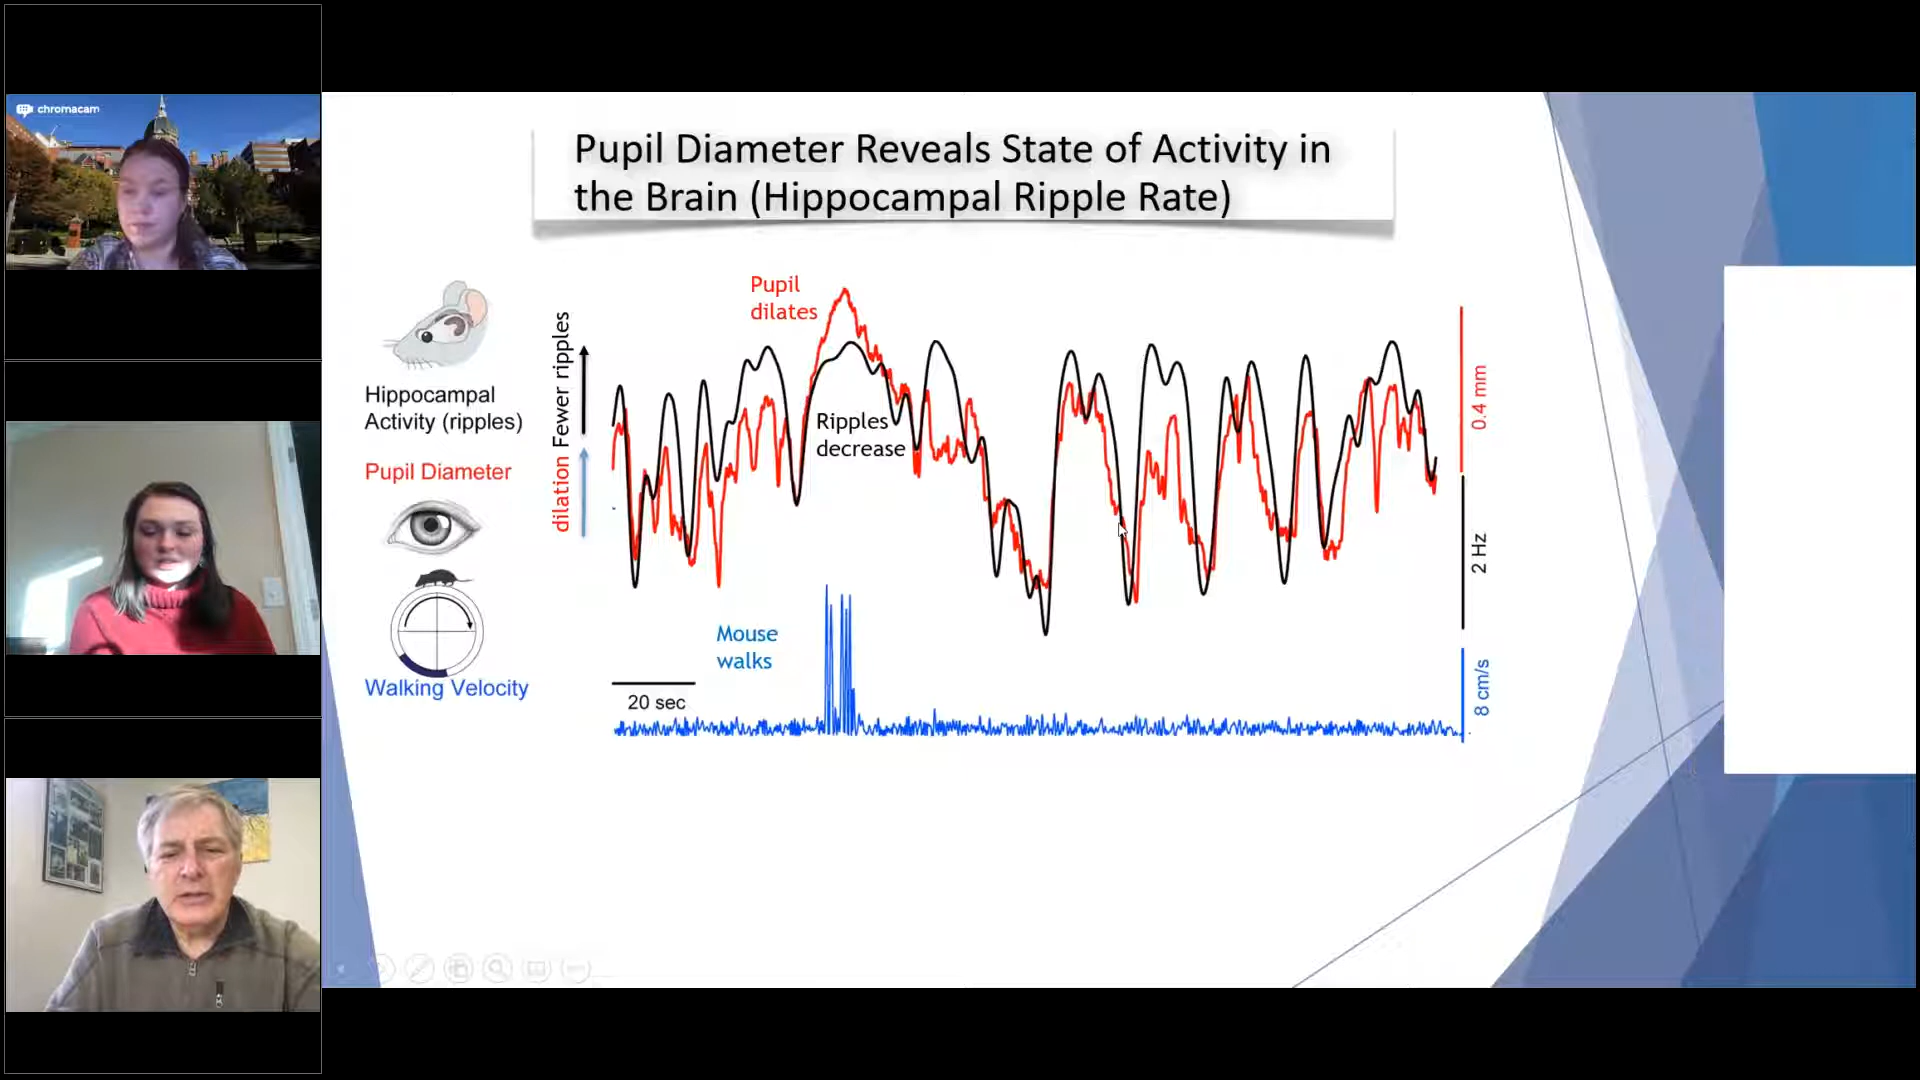 chromacam
Pupil Diameter Reveals State of Activity in
the Brain (Hippocampal Ripple Rate)
Hippocampal
Activity (ripples)
Pupil Diameter
Walking Velocity
dilation Fewer ripples
Pupil
dilates
Ripples
decrease
Mouse
walks
20 sec
0.4 mm
2 Hz
8 cm/s